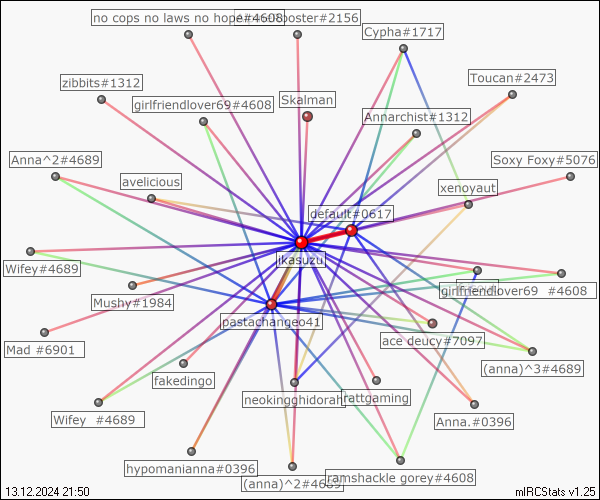 no cops no laws no hope#4608
poster#2156
Cypha#1717
Toucan#2473
zibbits#1312
Skalman
girlfriendlover69#4608
Annarchist#1312
Anna^2#4689
Soxy Foxy#5076
avelicious
xenoyaut
default#0617
ikasuzu
Wifey#4689
girlfriendlover69 #4608
Mushy#1984
pastachangeo41
Mad #6901
ace deucy#7097
(anna)^3#4689
fakedingo
neokingghidorah
rattgaming
Wifey #4689
Anna.#0396
hypomanianna#0396
(anna)^2#4689
ramshackle gorey#4608
13.12.2024 21:50
mIRCStats v1.25